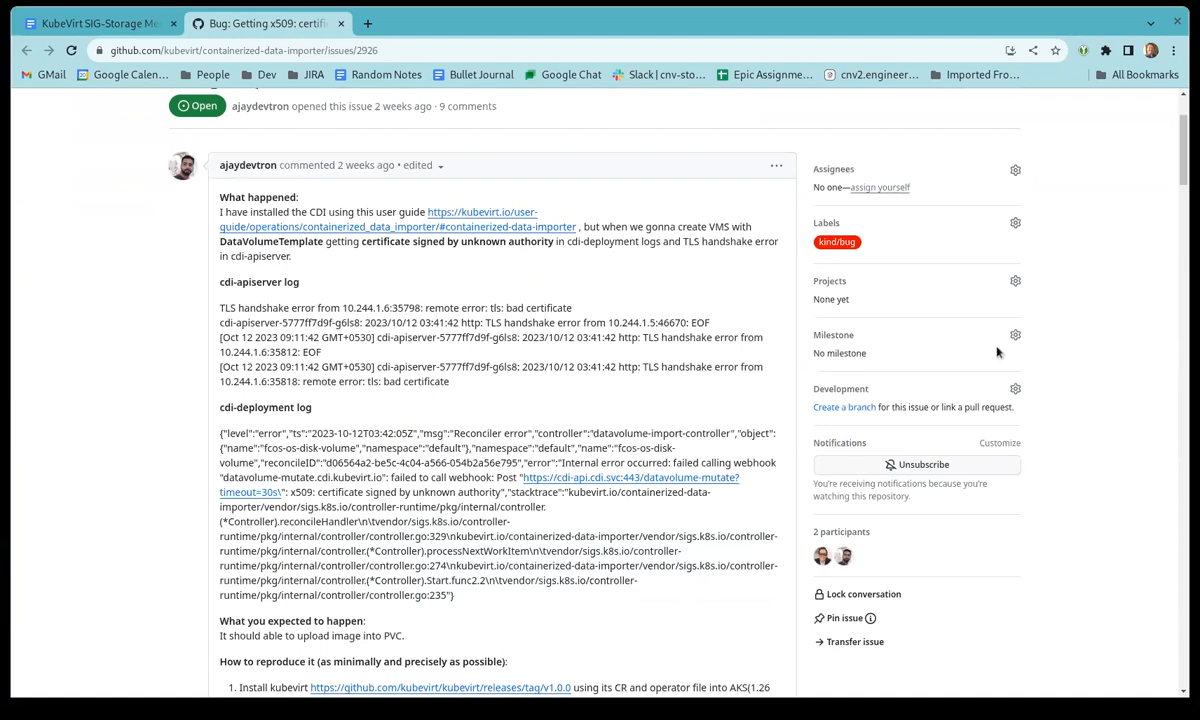 KubeVirt SIG-Storage Me
Bug: Getting x509: certifi
github.com/kubevirt/containerized-data-importer/issues/2926
GMail
Google Calen...
People
Dev
JIRA
Random Notes
Bullet Journal
Google Chat
Slack | cnv-sto...
Epic Assignme...
cnv2.engineer...
Imported Fro...
All Bookmarks
Open
ajaydevtron opened this issue 2 weeks ago · 9 comments
ajaydevtron commented 2 weeks ago • edited
What happened:
I have installed the CDI using this user guide https://kubevirt.io/user-
guide/operations/containerized_data_importer/#containerized-data-importer , but when we gonna create VMS with
DataVolumeTemplate getting certificate signed by unknown authority in cdi-deployment logs and TLS handshake error
in cdi-apiserver.
cdi-apiserver log
TLS handshake error from 10.244.1.6:35798: remote error: tls: bad certificate
cdi-apiserver-5777ff7d9f-g6ls8: 2023/10/12 03:41:42 http: TLS handshake error from 10.244.1.5:46670: EOF
[Oct 12 2023 09:11:42 GMT+0530] cdi-apiserver-5777ff7d9f-g6ls8: 2023/10/12 03:41:42 http: TLS handshake error from
10.244.1.6:35812: EOF
[Oct 12 2023 09:11:42 GMT+0530] cdi-apiserver-5777ff7d9f-g6ls8: 2023/10/12 03:41:42 http: TLS handshake error from
10.244.1.6:35818: remote error: tls: bad certificate
cdi-deployment log
{"level":"error","ts":"2023-10-12T03:42:05Z","msg":"Reconciler error","controller":"datavolume-import-controller","object":
{"name":"fcos-os-disk-volume","namespace":"default"},"namespace":"default","name":"fcos-os-disk-
volume","reconcileID":"d06564a2-be5c-4c04-a566-054b2a56e795","error":"Internal error occurred: failed calling webhook
"datavolume-mutate.cdi.kubevirt.io": failed to call webhook: Post "https://cdi-api.cdi.svc:443/datavolume-mutate?
timeout=30s\": x509: certificate signed by unknown authority","stacktrace":"kubevirt.io/containerized-data-
importer/vendor/sigs.k8s.io/controller-runtime/pkg/internal/controller.
(*Controller).reconcileHandler\n\tvendor/sigs.k8s.io/controller-
runtime/pkg/internal/controller/controller.go:329\nkubevirt.io/containerized-data-importer/vendor/sigs.k8s.io/controller-
runtime/pkg/internal/controller.(*Controller).processNextWorkItem\n\tvendor/sigs.k8s.io/controller-
runtime/pkg/internal/controller/controller.go:274\nkubevirt.io/containerized-data-importer/vendor/sigs.k8s.io/controller-
runtime/pkg/internal/controller.(*Controller).Start.func2.2\n\tvendor/sigs.k8s.io/controller-
runtime/pkg/internal/controller/controller.go:235"}
What you expected to happen:
It should able to upload image into PVC.
How to reproduce it (as minimally and precisely as possible):
1. Install kubevirt https://github.com/kubevirt/kubevirt/releases/tag/v1.0.0 using its CR and operator file into AKS(1.26
Assignees
No one—assign yourself
Labels
kind/bug
Projects
None yet
Milestone
No milestone
Development
Create a branch for this issue or link a pull request.
Notifications
Customize
Unsubscribe
You're receiving notifications because you're
watching this repository.
2 participants
Lock conversation
Pin issue
Transfer issue